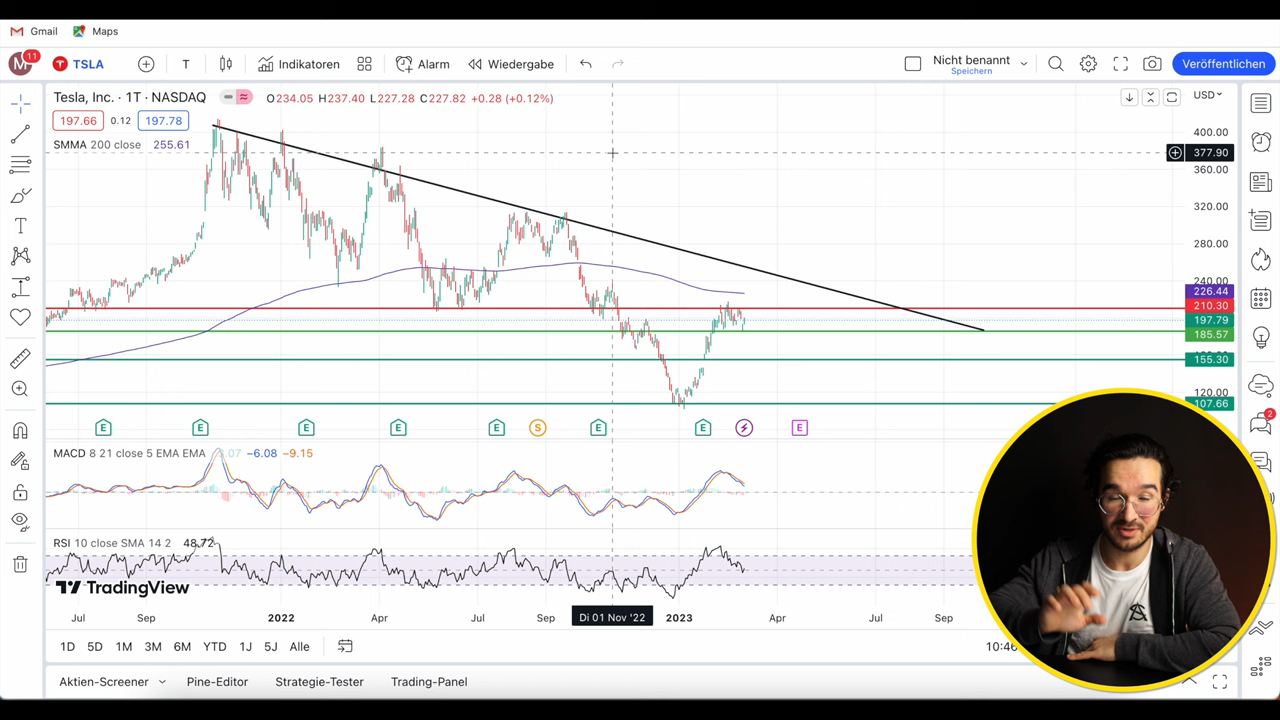 Gmail Maps
M 11 TSLA T Indikatoren Alarm Wiedergabe Nicht benannt Veröffentlichen
Speichern
Tesla, Inc. · 1T · NASDAQ O234.05 H237.40 L227.28 C227.82 +0.28 (+0.12%) USD
197.66 0.12 197.78
SMMA 200 close 255.61
400.00
377.90
360.00
320.00
280.00
240.00
226.44
210.30
197.79
185.57
155.30
120.00
107.66
E E E E E S E E E
MACD 8 21 close 5 EMA EMA −6.08 −9.15
2
RSI 10 close SMA 14 2 48.72
TradingView
Jul Sep 2022 Apr Jul Sep Di 01 Nov '22 2023 Apr Jul Sep
1D 5D 1M 3M 6M YTD 1J 5J Alle 10:46
Aktien-Screener Pine-Editor Strategie-Tester Trading-Panel